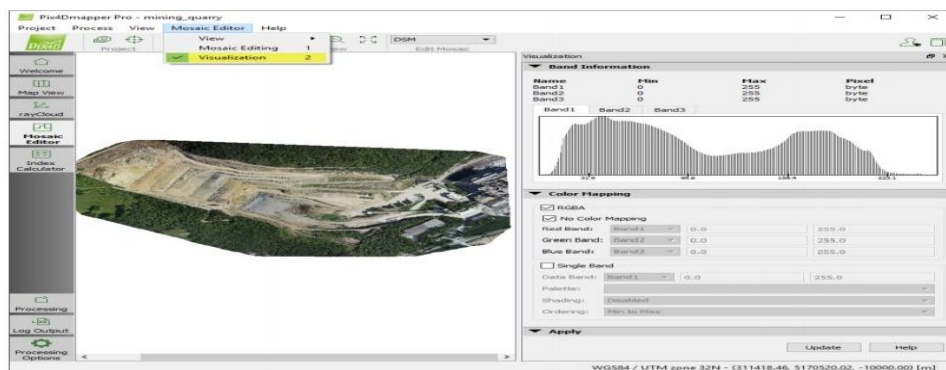 Pix4Dmapper Pro - mining_quarry
Project Process View Mosaic Editor Help
View
Mosaic Editing 1
Visualization 2
Project
DSM
Edit Mosaic
Welcome
Map View
rayCloud
Mosaic
Editor
Index
Calculator
Processing
Log Output
Processing
Options
Visualization
Band Information
Name Min Max Pixel
Band1 0 255 byte
Band2 0 255 byte
Band3 0 255 byte
Band1 Band2 Band3
Color Mapping
RGBA
No Color Mapping
Red Band: Band1 0.0 255.0
Green Band: Band2 0.0 255.0
Blue Band: Band3 0.0 255.0
Single Band
Data Band: Band1 0.0 255.0
Palette:
Shading: Disabled
Ordering: Min to Max
Apply
Update Help
WGS84 / UTM zone 32N - (311418.46, 5170520.02, -10000.00) [m]